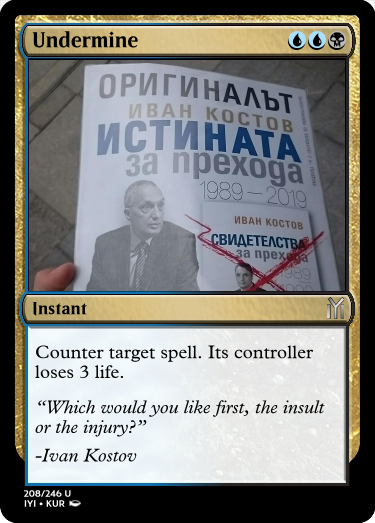 Undermine
ОРИГИНАЛЪТ
ИВАН КОСТОВ
ИСТИНАТА
за прехода
1989 – 2019
ИВАН КОСТОВ
СВИДЕТЕЛСТВА
за прехода
Instant
Counter target spell. Its controller
loses 3 life.
“Which would you like first, the insult
or the injury?”
-Ivan Kostov
208/246 U
IYI • KUR